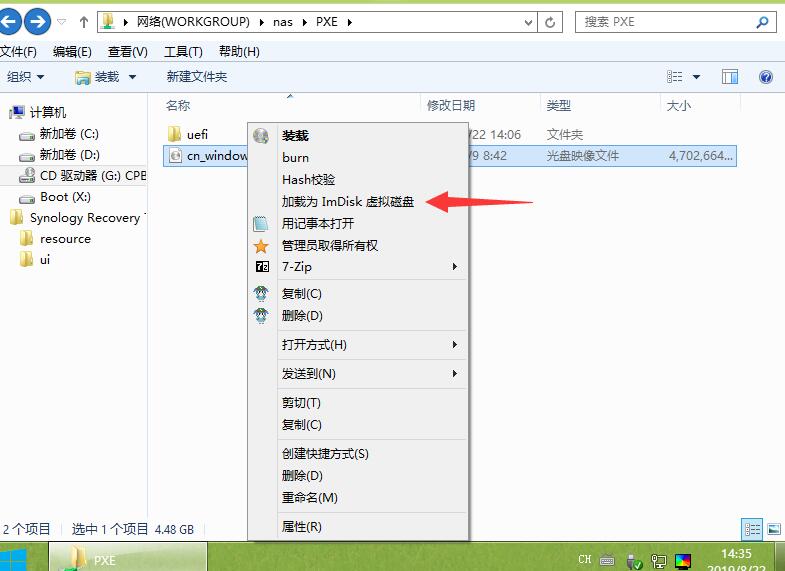 网络(WORKGROUP) nas PXE 搜索 PXE
文件(F) 编辑(E) 查看(V) 工具(T) 帮助(H)
组织 装载 新建文件夹
名称 修改日期 类型 大小
计算机
新加卷 (C:)
新加卷 (D:)
CD 驱动器 (G:) CPB
Boot (X:)
Synology Recovery
resource
ui
uefi /22 14:06 文件夹
cn_window /9 8:42 光盘映像文件 4,702,664...
装载
burn
Hash校验
加载为 ImDisk 虚拟磁盘
用记事本打开
管理员取得所有权
7-Zip
复制(C)
删除(D)
打开方式(H)
发送到(N)
剪切(T)
复制(C)
创建快捷方式(S)
删除(D)
重命名(M)
属性(R)
2 个项目 选中 1 个项目 4.48 GB
PXE CH 14:35
2019/8/22